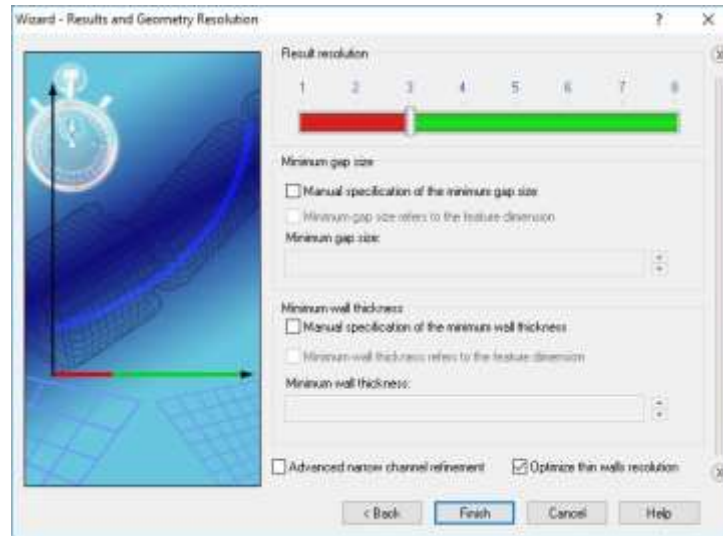 Wizard - Results and Geometry Resolution
Result resolution
1 2 3 4 5 6 7 8
Minimum gap size
Manual specification of the minimum gap size
Minimum gap size refers to the feature dimension
Minimum gap size:
Minimum wall thickness
Manual specification of the minimum wall thickness
Minimum wall thickness refers to the feature dimension
Minimum wall thickness:
Advanced narrow channel refinement Optimize thin walls resolution
< Back Finish Cancel Help